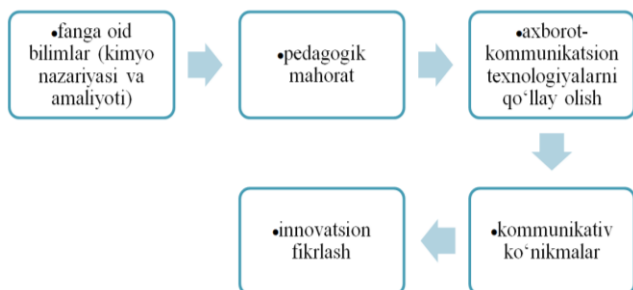 •fanga oid
bilimlar (kimyo
nazariyasi va
amaliyoti)
•pedagogik
mahorat
•axborot-
kommunikatsion
texnologiyalarni
qo‘llay olish
•kommunikativ
ko‘nikmalar
•innovatsion
fikrlash